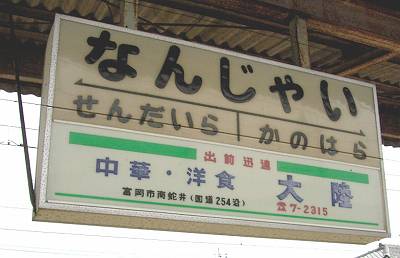 なんじゃい
せんだいら かのはら
出前迅速
中華・洋食 大陸
富岡市南蛇井(国道254沿) ☎7-2315